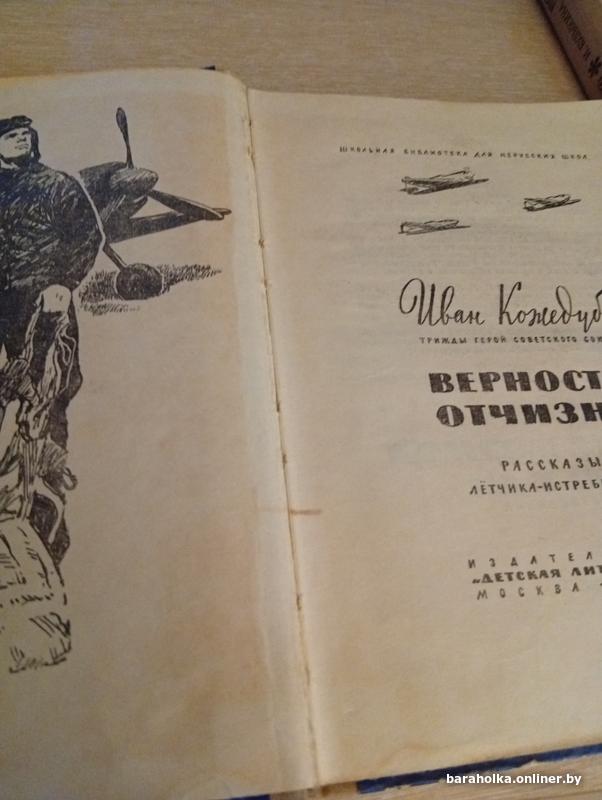 ШКОЛЬНАЯ БИБЛИОТЕКА ДЛЯ НЕРУССКИХ ШКОЛ
Иван Кожедуб
ТРИЖДЫ ГЕРОЙ СОВЕТСКОГО СОЮ
ВЕРНОСТ
ОТЧИЗН
РАССКАЗЫ
ЛЁТЧИКА-ИСТРЕБ
ИЗДАТЕЛ
„ДЕТСКАЯ ЛИТ
МОСКВА
baraholka.onliner.by